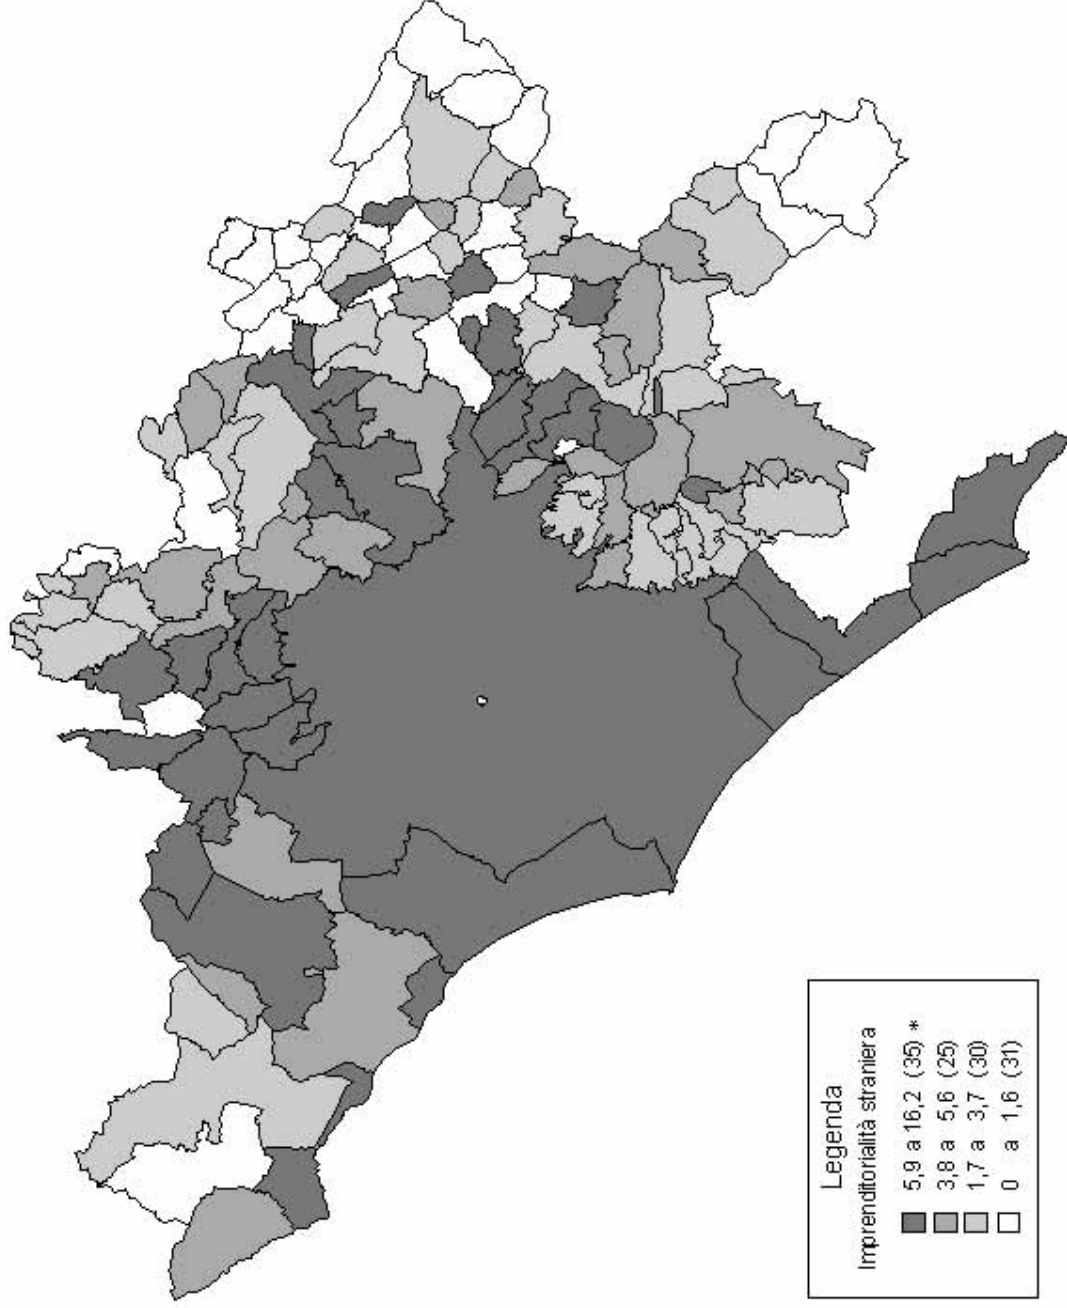 Legenda
Imprenditorialità straniera
5,9 a 16,2 (35) *
3,8 a 5,6 (25)
1,7 a 3,7 (30)
0 a 1,6 (31)